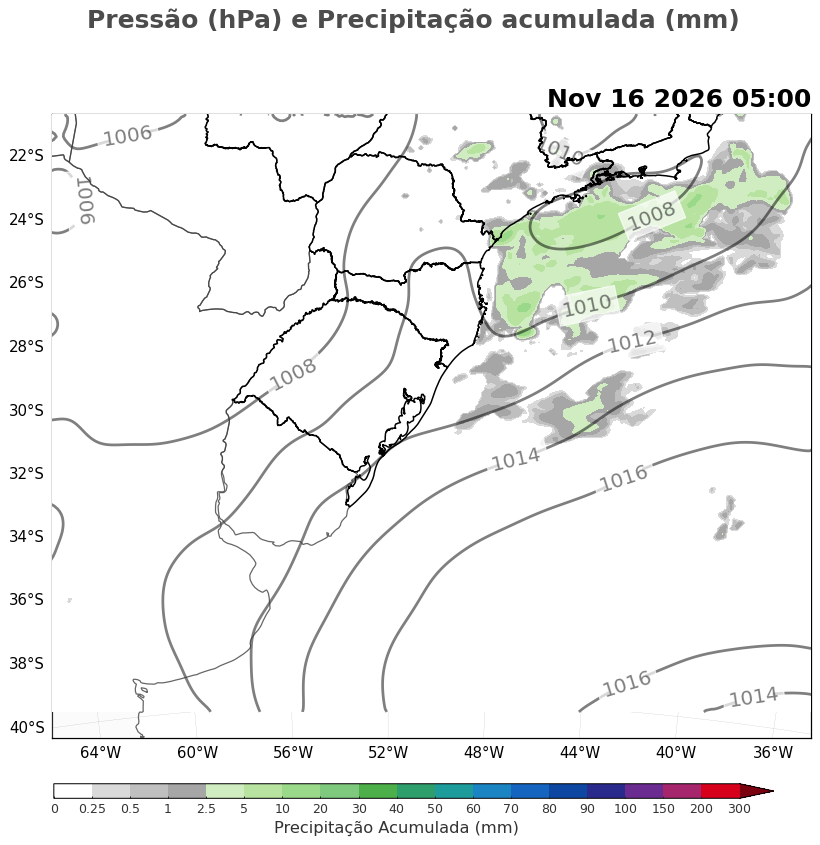 Pressão (hPa) e Precipitação acumulada (mm)
Nov 16 2026 05:00
1006
1010
1006
1008
1010
1012
1008
1014
1016
1016
1014
22°S
24°S
26°S
28°S
30°S
32°S
34°S
36°S
38°S
40°S
64°W 60°W 56°W 52°W 48°W 44°W 40°W 36°W
0 0.25 0.5 1 2.5 5 10 20 30 40 50 60 70 80 90 100 150 200 300
Precipitação Acumulada (mm)